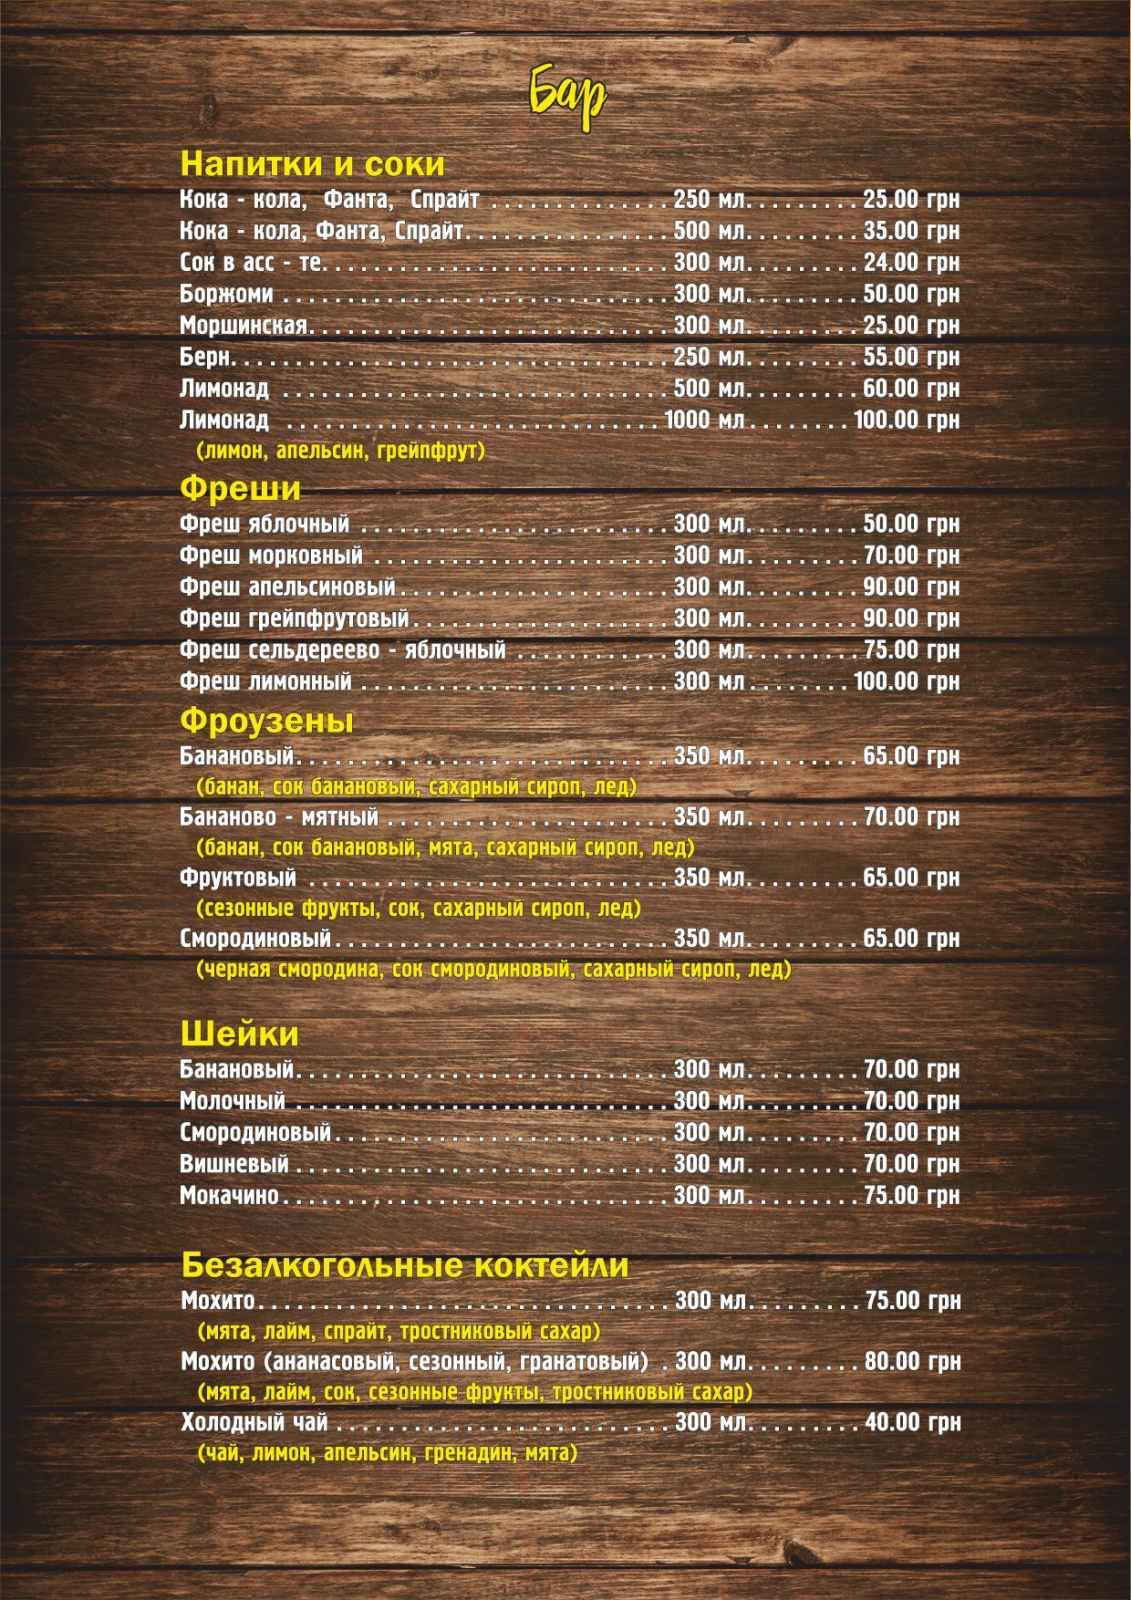 Бар
Напитки и соки
Кока - кола, Фанта, Спрайт . . . . . . . . . . . . . . 250 мл. . . . . . . . . 25.00 грн
Кока - кола, Фанта, Спрайт. . . . . . . . . . . . . . . . 500 мл. . . . . . . . . 35.00 грн
Сок в асс - те. . . . . . . . . . . . . . . . . . . . . . . . . . . 300 мл. . . . . . . . . 24.00 грн
Боржоми . . . . . . . . . . . . . . . . . . . . . . . . . . . . . . 300 мл. . . . . . . . . 50.00 грн
Моршинская. . . . . . . . . . . . . . . . . . . . . . . . . . . . 300 мл. . . . . . . . . 25.00 грн
Берн. . . . . . . . . . . . . . . . . . . . . . . . . . . . . . . . . . 250 мл. . . . . . . . . 55.00 грн
Лимонад . . . . . . . . . . . . . . . . . . . . . . . . . . . . . . 500 мл. . . . . . . . . 60.00 грн
Лимонад . . . . . . . . . . . . . . . . . . . . . . . . . . . . . 1000 мл . . . . . . . . 100.00 грн
(лимон, апельсин, грейпфрут)
Фреши
Фреш яблочный . . . . . . . . . . . . . . . . . . . . . . . . 300 мл. . . . . . . . . 50.00 грн
Фреш морковный . . . . . . . . . . . . . . . . . . . . . . . 300 мл. . . . . . . . . 70.00 грн
Фреш апельсиновый. . . . . . . . . . . . . . . . . . . . . 300 мл. . . . . . . . . 90.00 грн
Фреш грейпфрутовый. . . . . . . . . . . . . . . . . . . . 300 мл. . . . . . . . . 90.00 грн
Фреш сельдереево - яблочный . . . . . . . . . . . . 300 мл. . . . . . . . . 75.00 грн
Фреш лимонный . . . . . . . . . . . . . . . . . . . . . . . . 300 мл . . . . . . . . 100.00 грн
Фроузены
Банановый. . . . . . . . . . . . . . . . . . . . . . . . . . . . . 350 мл. . . . . . . . . 65.00 грн
(банан, сок банановый, сахарный сироп, лед)
Бананово - мятный . . . . . . . . . . . . . . . . . . . . . . 350 мл. . . . . . . . . 70.00 грн
(банан, сок банановый, мята, сахарный сироп, лед)
Фруктовый . . . . . . . . . . . . . . . . . . . . . . . . . . . . 350 мл. . . . . . . . . 65.00 грн
(сезонные фрукты, сок, сахарный сироп, лед)
Смородиновый. . . . . . . . . . . . . . . . . . . . . . . . . . 350 мл. . . . . . . . . 65.00 грн
(черная смородина, сок смородиновый, сахарный сироп, лед)
Шейки
Банановый. . . . . . . . . . . . . . . . . . . . . . . . . . . . . 300 мл. . . . . . . . . 70.00 грн
Молочный . . . . . . . . . . . . . . . . . . . . . . . . . . . . . 300 мл. . . . . . . . . 70.00 грн
Смородиновый. . . . . . . . . . . . . . . . . . . . . . . . . . 300 мл. . . . . . . . . 70.00 грн
Вишневый . . . . . . . . . . . . . . . . . . . . . . . . . . . . . 300 мл. . . . . . . . . 70.00 грн
Мокачино . . . . . . . . . . . . . . . . . . . . . . . . . . . . . . 300 мл. . . . . . . . . 75.00 грн
Безалкогольные коктейли
Мохито. . . . . . . . . . . . . . . . . . . . . . . . . . . . . . . . 300 мл. . . . . . . . . 75.00 грн
(мята, лайм, спрайт, тростниковый сахар)
Мохито (ананасовый, сезонный, гранатовый) . 300 мл. . . . . . . . . 80.00 грн
(мята, лайм, сок, сезонные фрукты, тростниковый сахар)
Холодный чай . . . . . . . . . . . . . . . . . . . . . . . . . . 300 мл. . . . . . . . . 40.00 грн
(чай, лимон, апельсин, гренадин, мята)